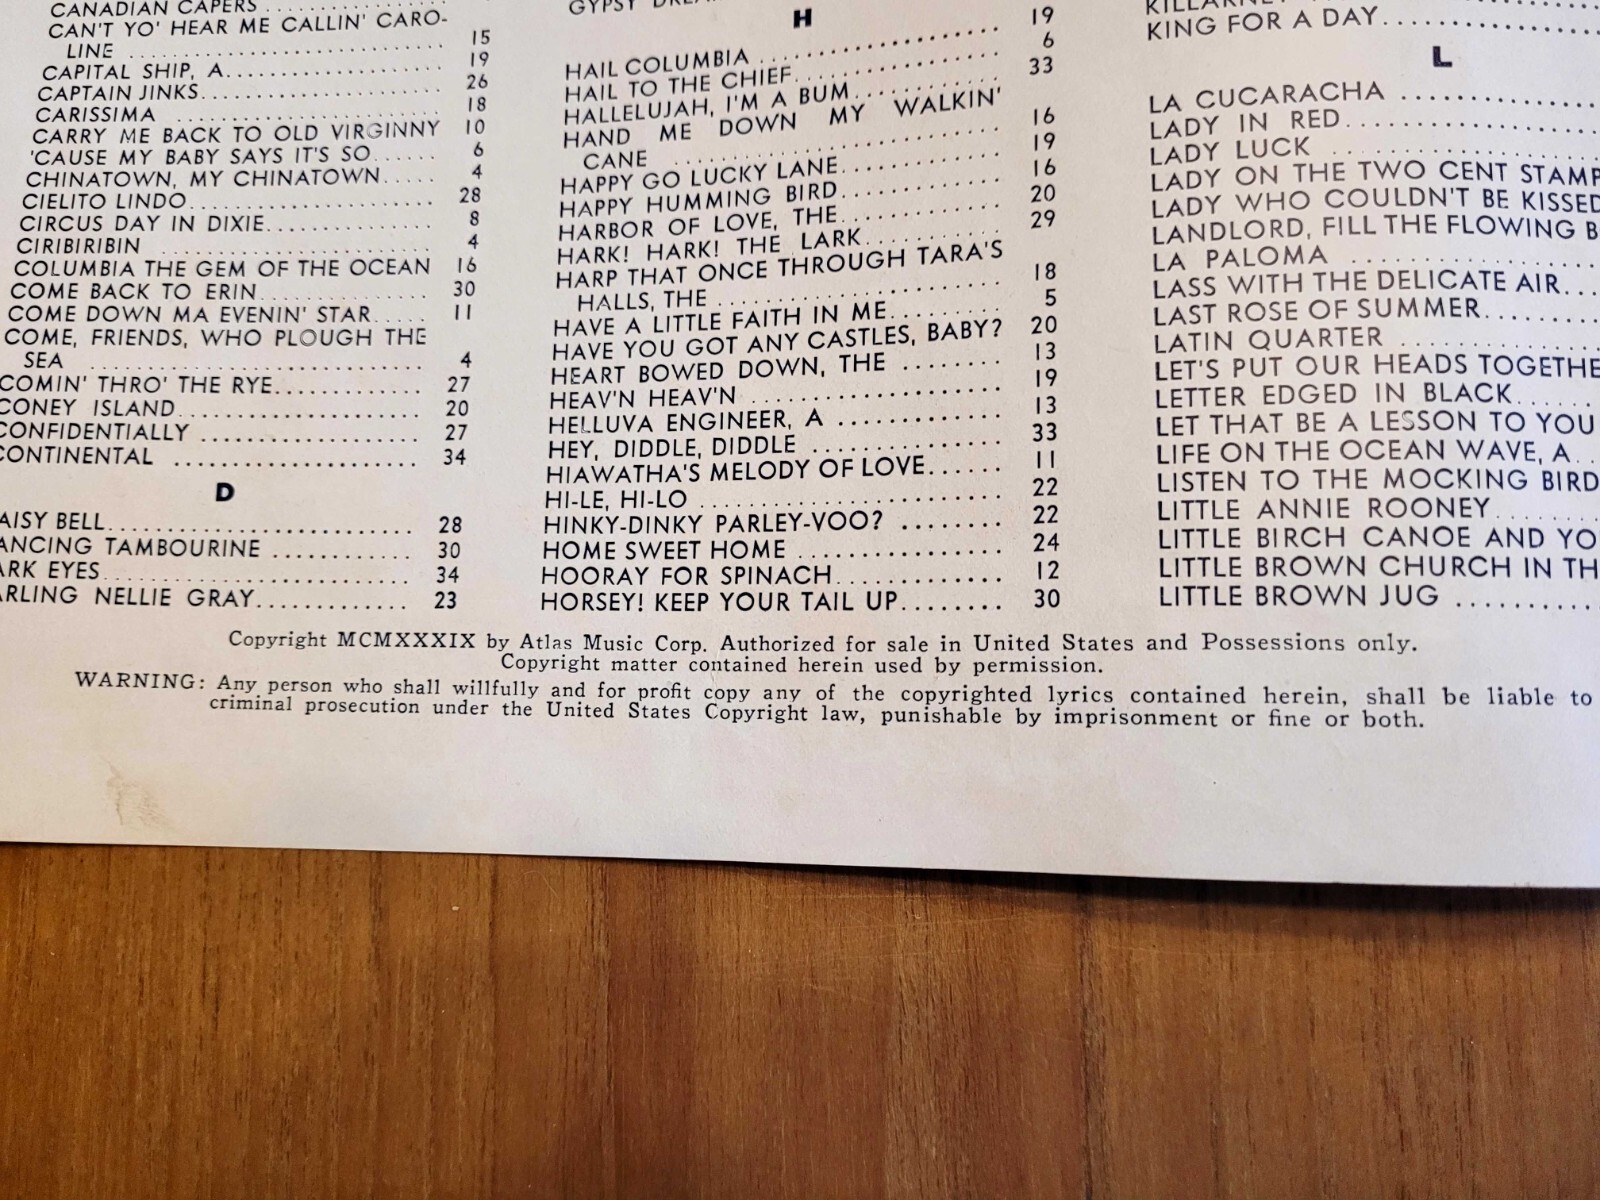 CANADIAN CAPERS
CAN'T YO' HEAR ME CALLIN' CARO-
LINE .......... 15
CAPITAL SHIP, A.......... 19
CAPTAIN JINKS.......... 26
CARISSIMA .......... 18
CARRY ME BACK TO OLD VIRGINNY 10
'CAUSE MY BABY SAYS IT'S SO...... 6
CHINATOWN, MY CHINATOWN..... 4
CIELITO LINDO.......... 28
CIRCUS DAY IN DIXIE.......... 8
CIRIBIRIBIN .......... 4
COLUMBIA THE GEM OF THE OCEAN 16
COME BACK TO ERIN.......... 30
COME DOWN MA EVENIN' STAR..... 11
COME, FRIENDS, WHO PLOUGH THE
SEA .......... 4
COMIN' THRO' THE RYE.......... 27
CONEY ISLAND.......... 20
CONFIDENTIALLY .......... 27
CONTINENTAL .......... 34
D
AISY BELL.......... 28
ANCING TAMBOURINE .......... 30
ARK EYES.......... 34
ARLING NELLIE GRAY.......... 23
GYPSY
H
HAIL COLUMBIA .......... 19
HAIL TO THE CHIEF.......... 6
HALLELUJAH, I'M A BUM.......... 33
HAND ME DOWN MY WALKIN'
CANE .......... 16
HAPPY GO LUCKY LANE.......... 19
HAPPY HUMMING BIRD.......... 16
HARBOR OF LOVE, THE.......... 20
HARK! HARK! THE LARK.......... 29
HARP THAT ONCE THROUGH TARA'S
HALLS, THE .......... 18
HAVE A LITTLE FAITH IN ME........ 5
HAVE YOU GOT ANY CASTLES, BABY? 20
HEART BOWED DOWN, THE ........ 13
HEAV'N HEAV'N .......... 19
HELLUVA ENGINEER, A .......... 13
HEY, DIDDLE, DIDDLE .......... 33
HIAWATHA'S MELODY OF LOVE...... 11
HI-LE, HI-LO .......... 22
HINKY-DINKY PARLEY-VOO? ........ 22
HOME SWEET HOME .......... 24
HOORAY FOR SPINACH.......... 12
HORSEY! KEEP YOUR TAIL UP........ 30
KING FOR A DAY..........
L
LA CUCARACHA ..........
LADY IN RED..........
LADY LUCK ..........
LADY ON THE TWO CENT STAMP
LADY WHO COULDN'T BE KISSED
LANDLORD, FILL THE FLOWING B
LA PALOMA ..........
LASS WITH THE DELICATE AIR...
LAST ROSE OF SUMMER..........
LATIN QUARTER ..........
LET'S PUT OUR HEADS TOGETHE
LETTER EDGED IN BLACK......
LET THAT BE A LESSON TO YOU
LIFE ON THE OCEAN WAVE, A..
LISTEN TO THE MOCKING BIRD
LITTLE ANNIE ROONEY..........
LITTLE BIRCH CANOE AND YO
LITTLE BROWN CHURCH IN TH
LITTLE BROWN JUG ..........
Copyright MCMXXXIX by Atlas Music Corp. Authorized for sale in United States and Possessions only.
Copyright matter contained herein used by permission.
WARNING: Any person who shall willfully and for profit copy any of the copyrighted lyrics contained herein, shall be liable to
criminal prosecution under the United States Copyright law, punishable by imprisonment or fine or both.